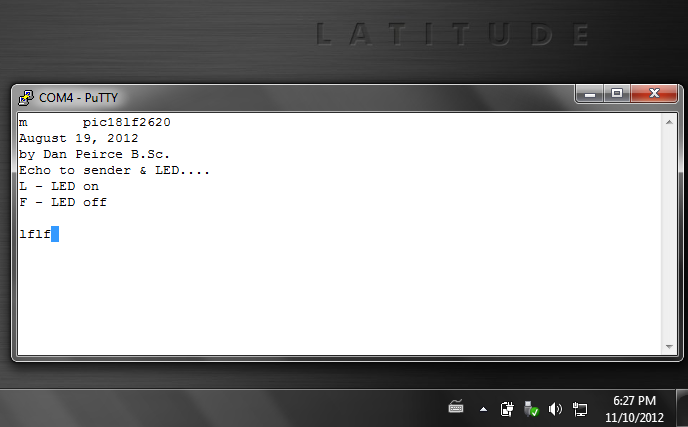 LATITUDE
COM4 - PuTTY
m       pic18lf2620
August 19, 2012
by Dan Peirce B.Sc.
Echo to sender & LED....
L - LED on
F - LED off
lflf
6:27 PM
11/10/2012